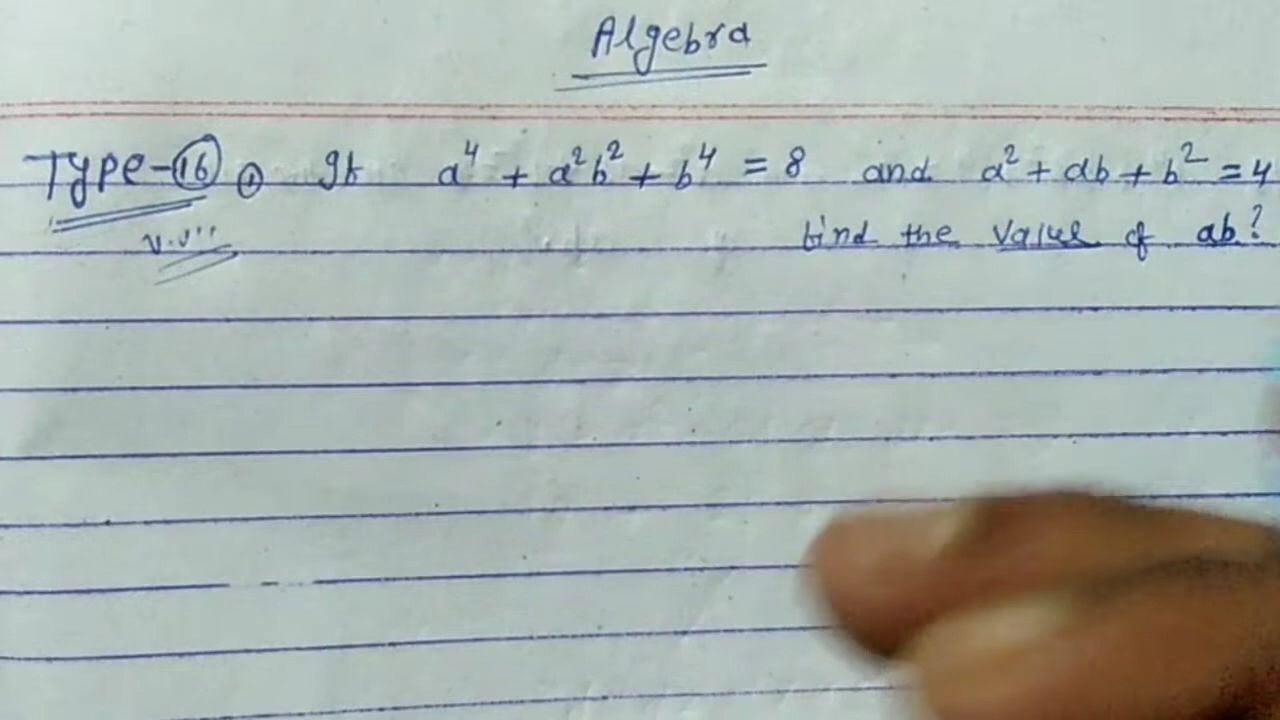 Algebra
Type-16 ① If a⁴ + a²b² + b⁴ = 8 and a² + ab + b² = 4
find the value of ab?